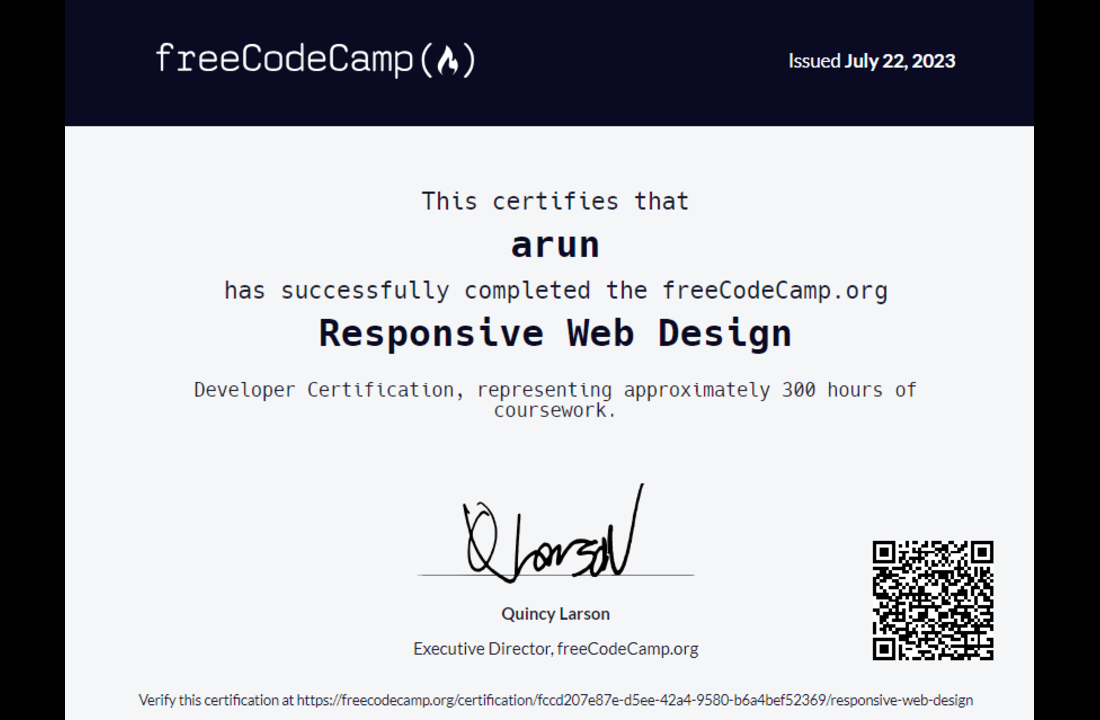 freeCodeCamp
Issued July 22, 2023
This certifies that
arun
has successfully completed the freeCodeCamp.org
Responsive Web Design
Developer Certification, representing approximately 300 hours of
coursework.
Q Larson
Quincy Larson
Executive Director, freeCodeCamp.org
Verify this certification at https://freecodecamp.org/certification/fccd207e87e-d5ee-42a4-9580-b6a4bef52369/responsive-web-design